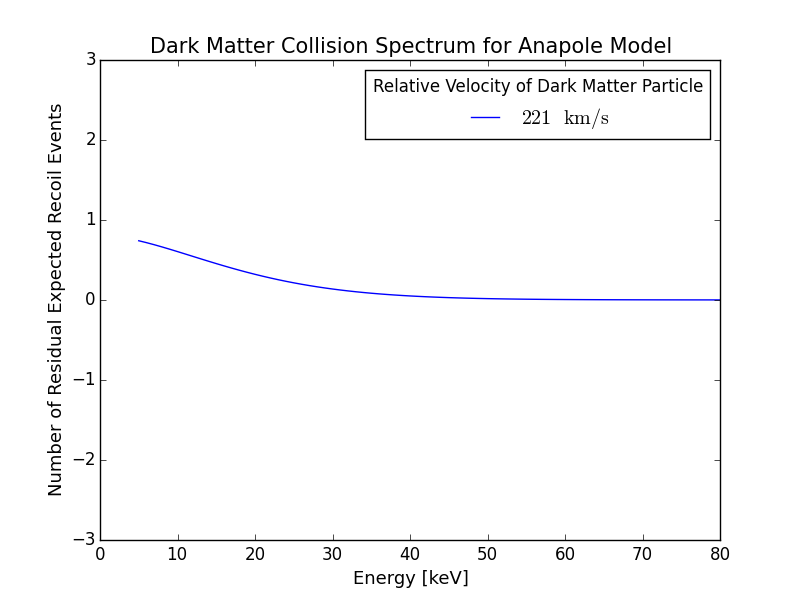 Dark Matter Collision Spectrum for Anapole Model
Relative Velocity of Dark Matter Particle
221 km/s
Number of Residual Expected Recoil Events
3
2
1
0
−1
−2
−3
0 10 20 30 40 50 60 70 80
Energy [keV]